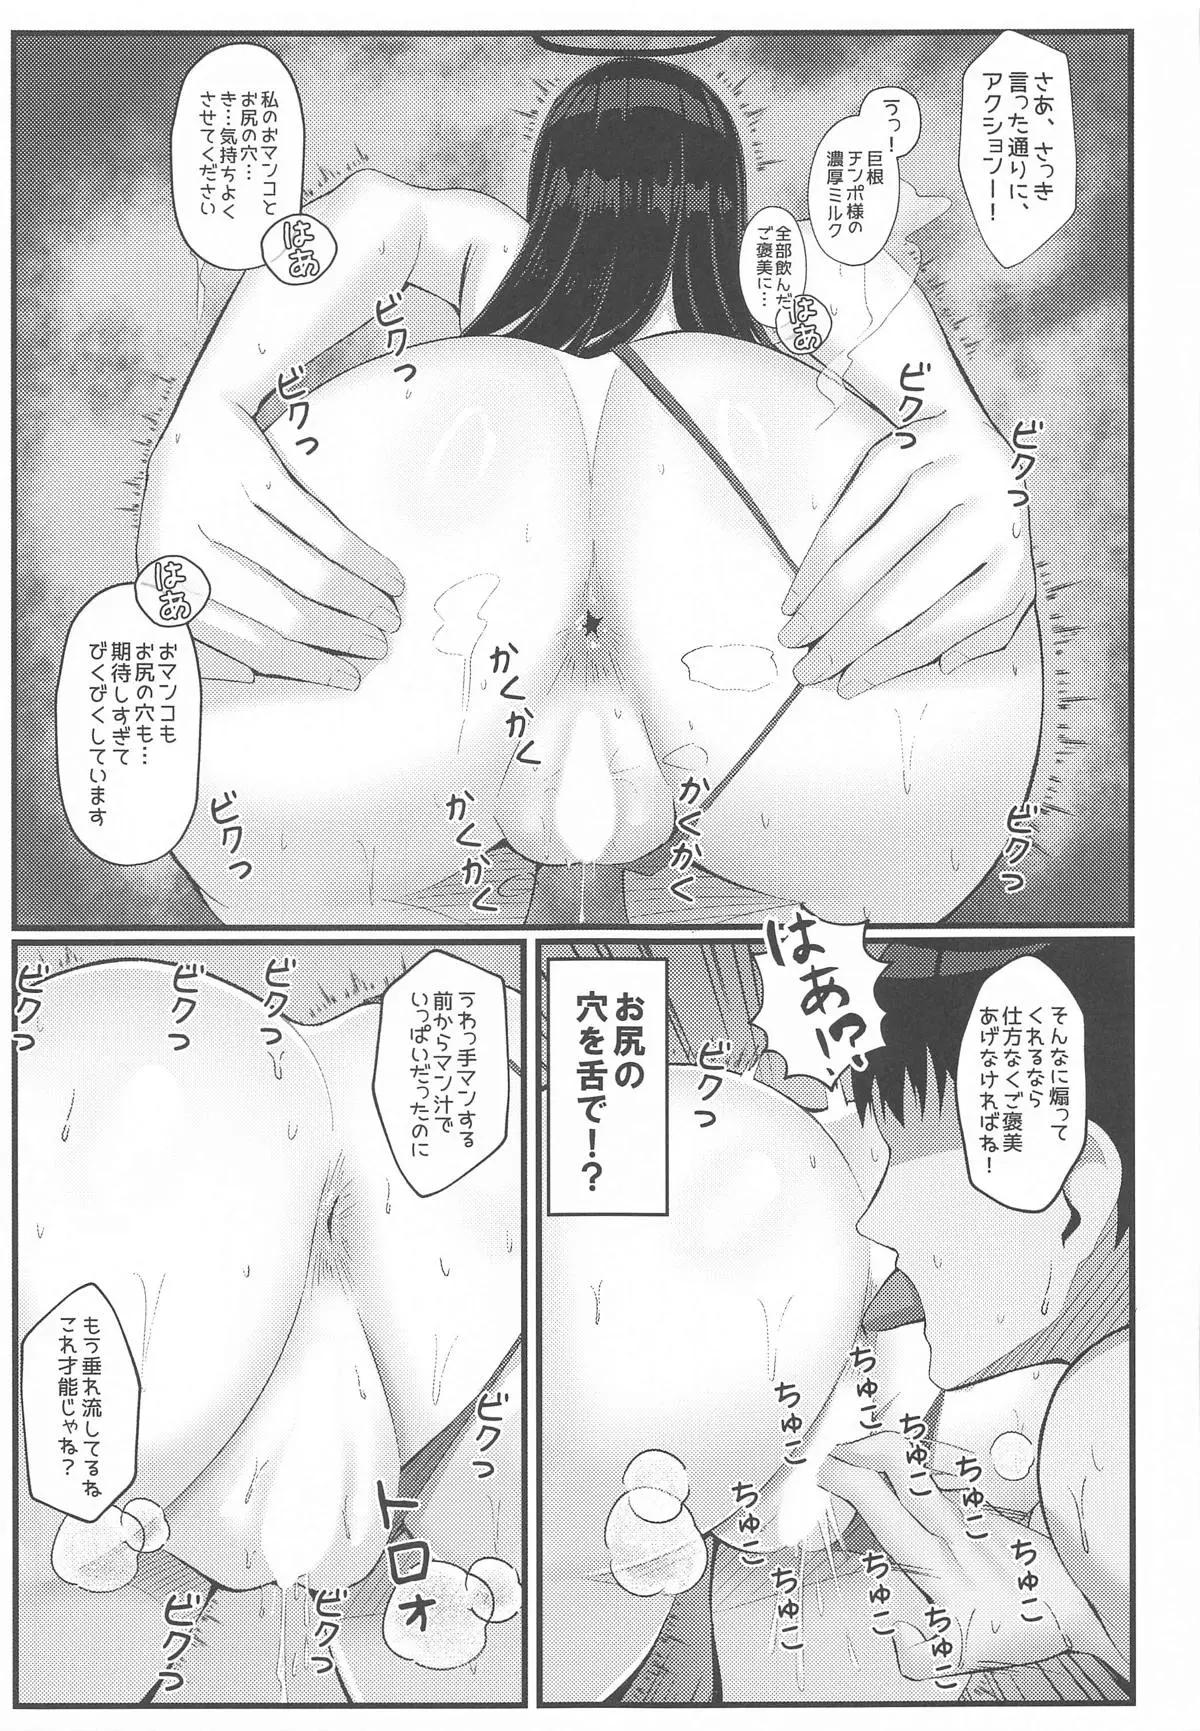 さあ、さっき
言った通りに、
アクションー!
うっ!
巨根
チンポ様の
濃厚ミルク
全部飲んだ
ご褒美に…
はあ
私のおマンコと
お尻の穴…
き…気持ちよく
させてください
はあ
はあ
おマンコも
お尻の穴も…
期待しすぎて
びくびくしています
ビクっ
ビクっ
ビクっ
ビクっ
ビクっ
ビクっ
かくかく
かくかく
かくかく
そんなに煽って
くれるなら
仕方なくご褒美
あげなければね!
はあ!?
お尻の
穴を舌で!?
ビクっ
ちゅこ
ちゅこ
ちゅこ
ちゅこ
ちゅこ
ちゅこ
ちゅこ
ちゅこ
ちゅこ
うわっ手マンする
前からマン汁で
いっぱいだったのに
もう垂れ流してるね
これ才能じゃね?
ビクっ
ビクっ
ビクっ
ビクっ
ビクっ
ビクっ
トロォ